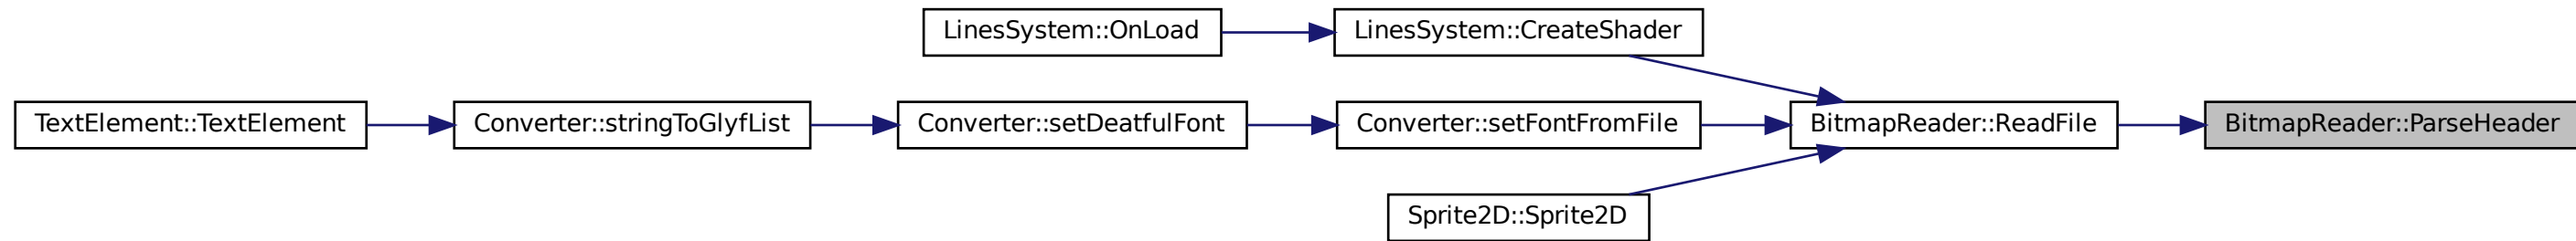 LinesSystem::OnLoad
LinesSystem::CreateShader
TextElement::TextElement
Converter::stringToGlyfList
Converter::setDeatfulFont
Converter::setFontFromFile
BitmapReader::ReadFile
BitmapReader::ParseHeader
Sprite2D::Sprite2D